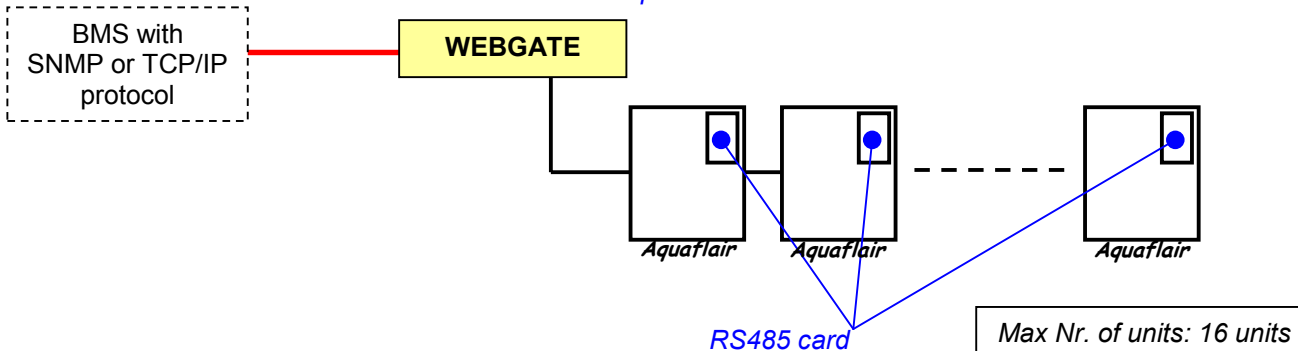 BMS with
SNMP or TCP/IP
protocol
WEBGATE
Aquaflair
Aquaflair
Aquaflair
RS485 card
Max Nr. of units: 16 units